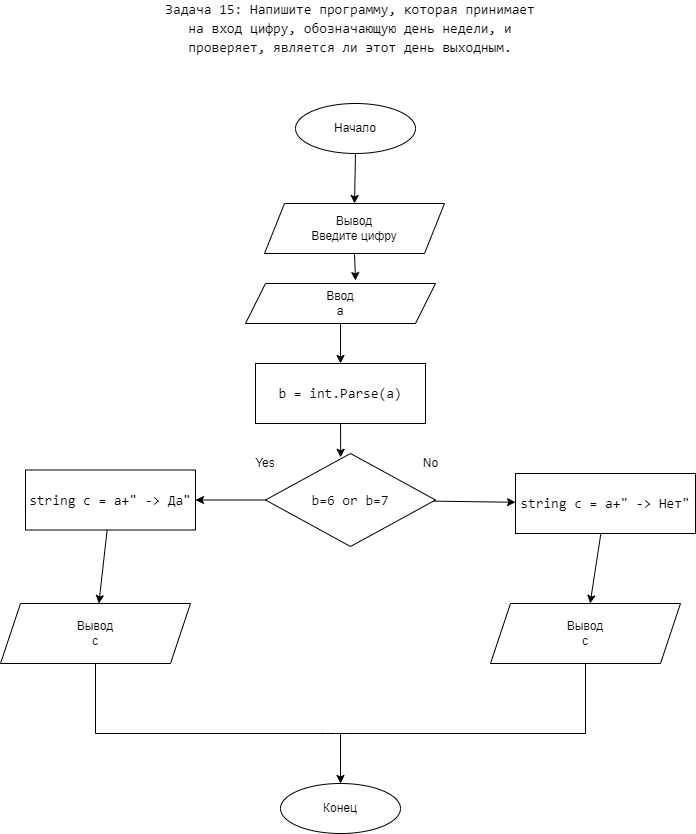 Задача 15: Напишите программу, которая принимает
на вход цифру, обозначающую день недели, и
проверяет, является ли этот день выходным.
Начало
Вывод
Введите цифру
Ввод
a
b = int.Parse(a)
Yes
No
b=6 or b=7
string c = a+" -> Да"
string c = a+" -> Нет"
Вывод
c
Вывод
c
Конец